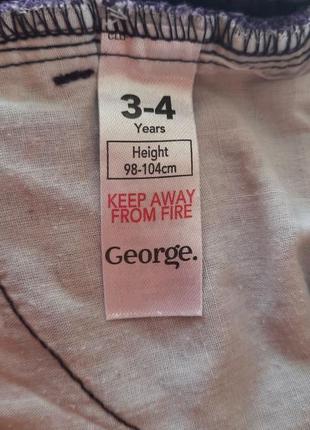 3-4
Years
Height
98-104cm
KEEP AWAY
FROM FIRE
George.